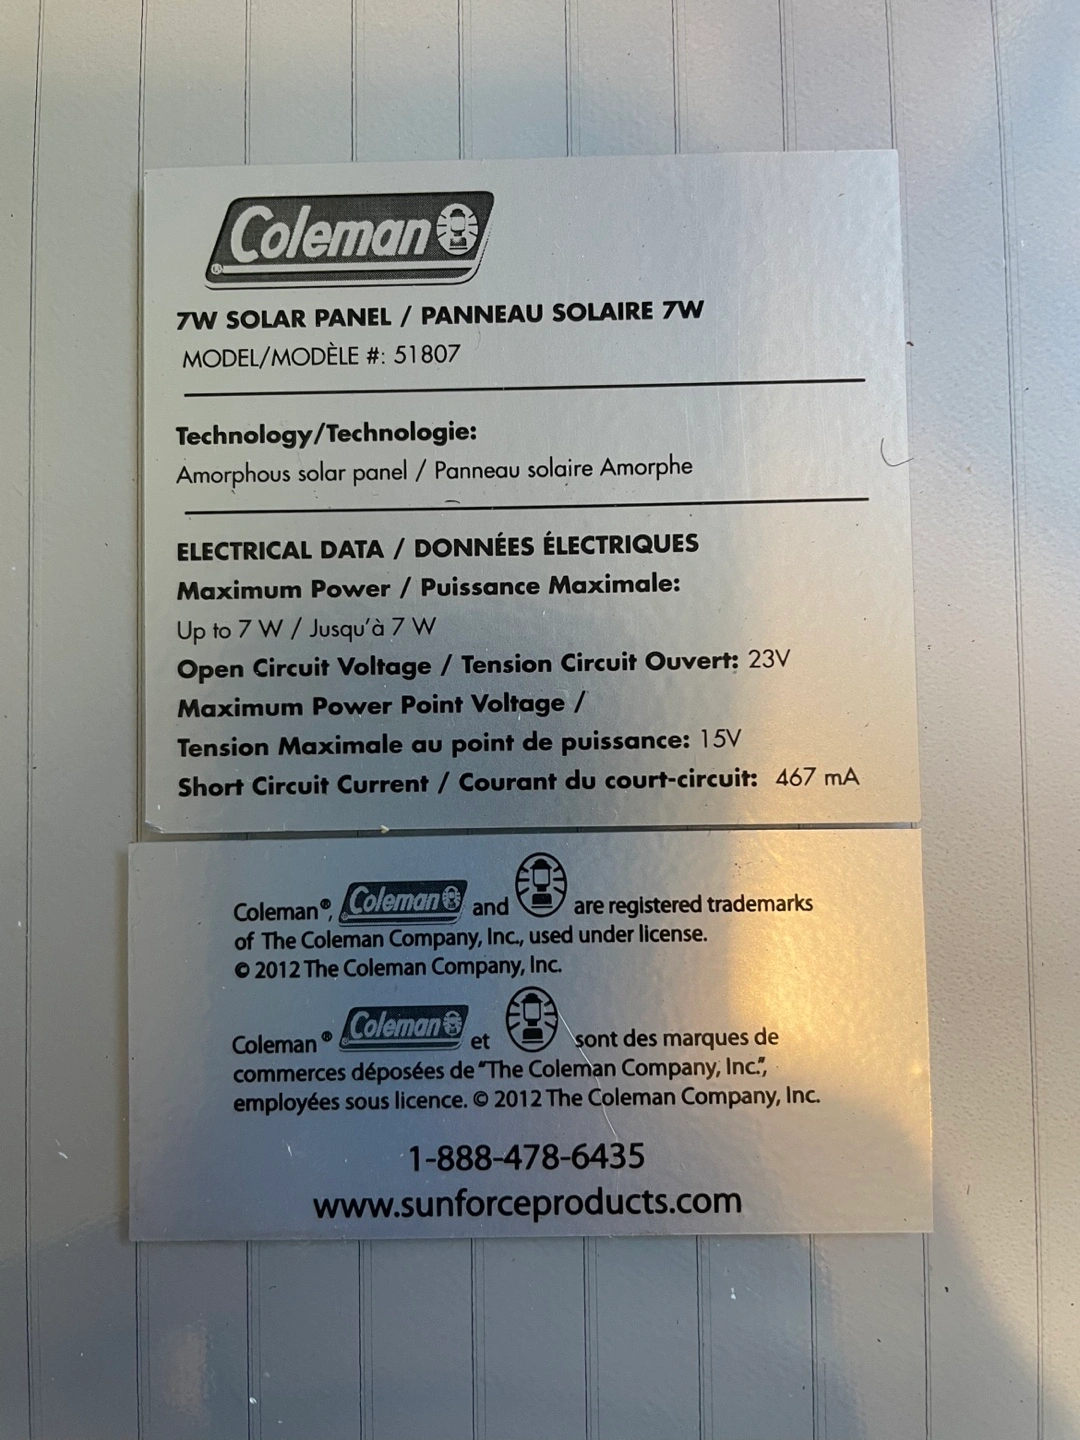 Coleman
®
7W SOLAR PANEL / PANNEAU SOLAIRE 7W
MODEL/MODÈLE #: 51807
Technology/Technologie:
Amorphous solar panel / Panneau solaire Amorphe
ELECTRICAL DATA / DONNÉES ÉLECTRIQUES
Maximum Power / Puissance Maximale:
Up to 7 W / Jusqu'à 7 W
Open Circuit Voltage / Tension Circuit Ouvert: 23V
Maximum Power Point Voltage /
Tension Maximale au point de puissance: 15V
Short Circuit Current / Courant du court-circuit: 467 mA
Coleman®, Coleman and are registered trademarks
of The Coleman Company, Inc., used under license.
© 2012 The Coleman Company, Inc.
Coleman ® Coleman et sont des marques de
commerces déposées de "The Coleman Company, Inc.",
employées sous licence. © 2012 The Coleman Company, Inc.
1-888-478-6435
www.sunforceproducts.com